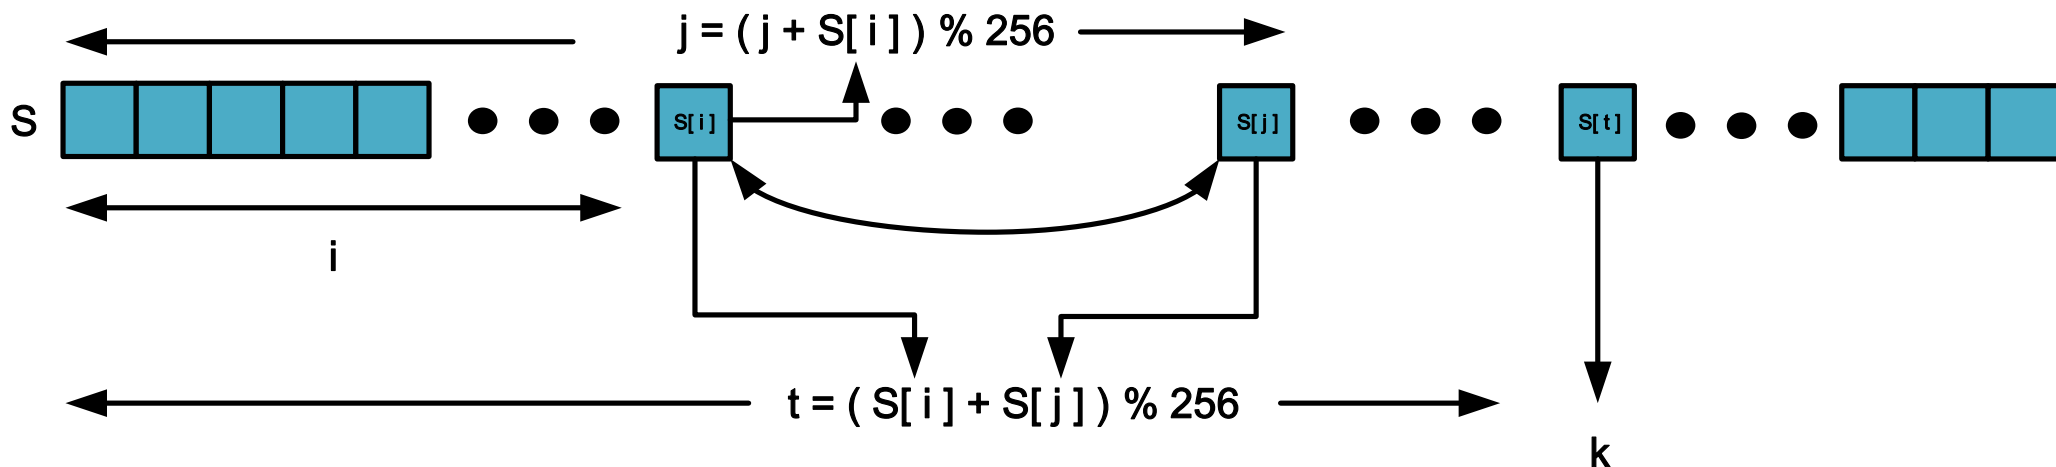 j = ( j + S[ i ] ) % 256
S
S[ i ]
S[ j ]
S[ t ]
i
t = ( S[ i ] + S[ j ] ) % 256
k